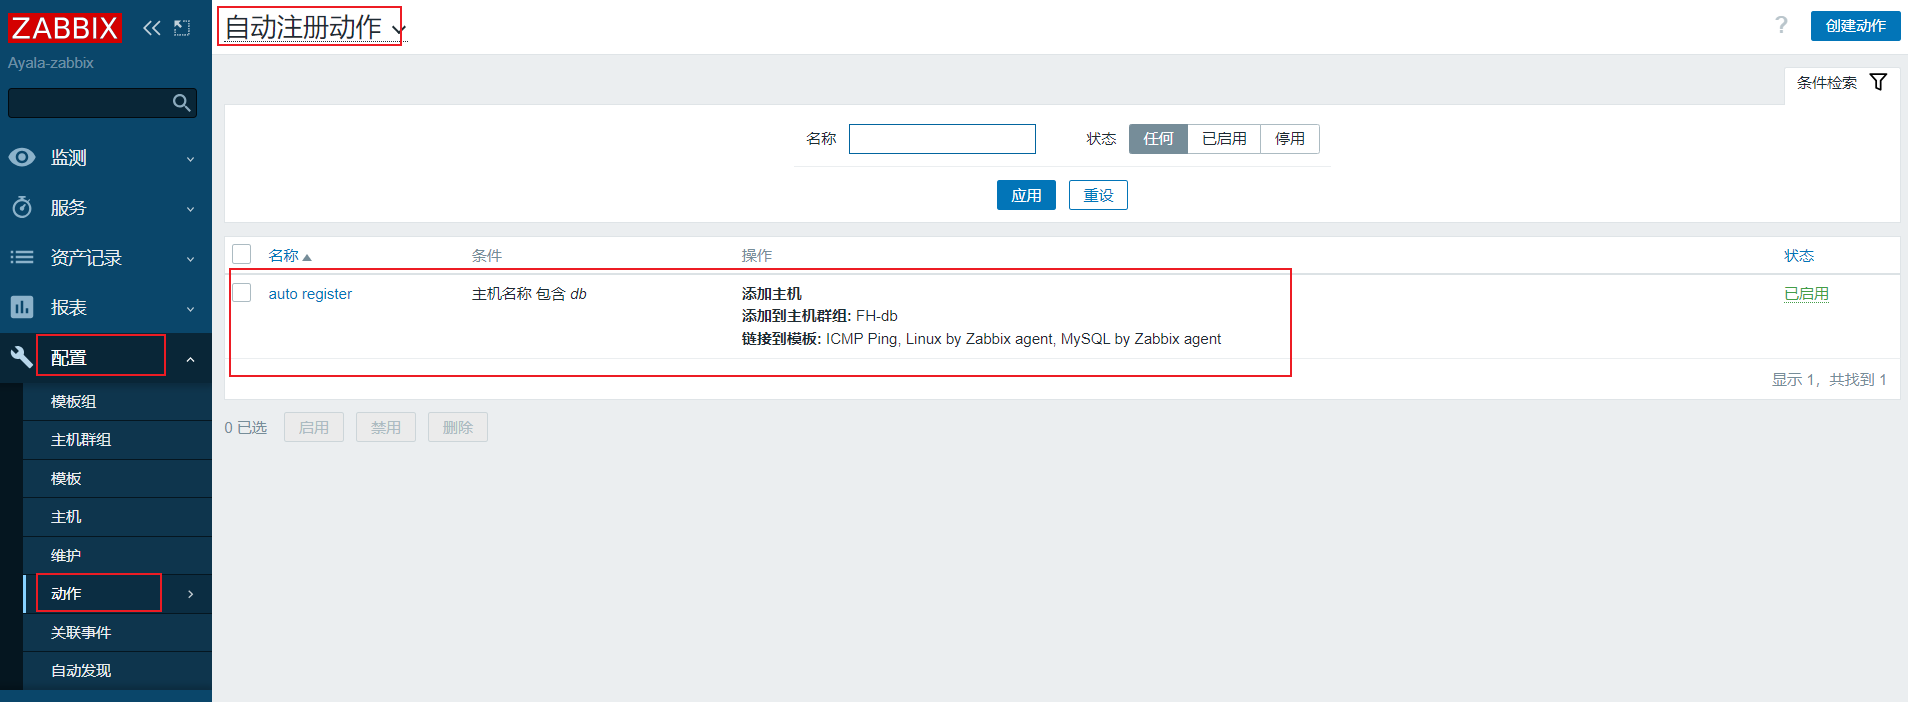 ZABBIX
Ayala-zabbix
监测
服务
资产记录
报表
配置
模板组
主机群组
模板
主机
维护
动作
关联事件
自动发现
自动注册动作
? 创建动作
条件检索
名称 状态 任何 已启用 停用
应用 重设
名称 条件 操作 状态
auto register 主机名称 包含 db 添加主机 已启用
添加到主机群组: FH-db
链接到模板: ICMP Ping, Linux by Zabbix agent, MySQL by Zabbix agent
显示 1，共找到 1
0 已选 启用 禁用 删除